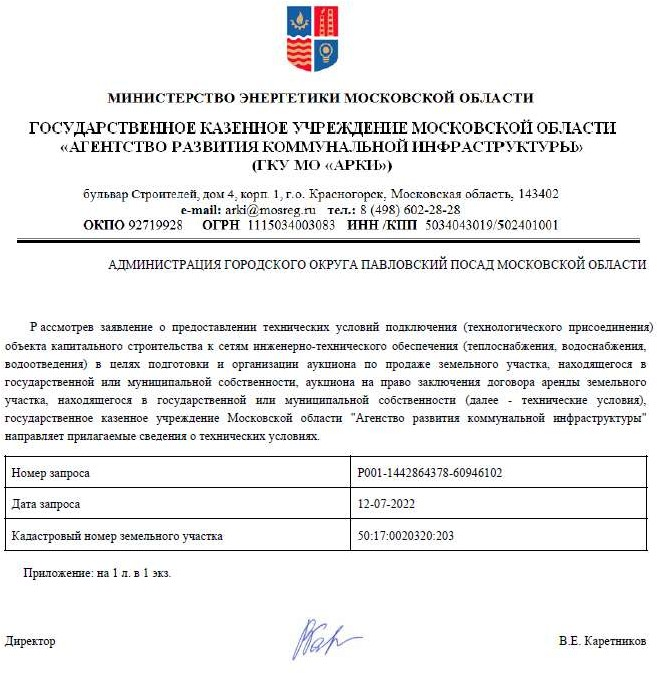 МИНИСТЕРСТВО ЭНЕРГЕТИКИ МОСКОВСКОЙ ОБЛАСТИ
ГОСУДАРСТВЕННОЕ КАЗЕННОЕ УЧРЕЖДЕНИЕ МОСКОВСКОЙ ОБЛАСТИ
«АГЕНТСТВО РАЗВИТИЯ КОММУНАЛЬНОЙ ИНФРАСТРУКТУРЫ»
(ГКУ МО «АРКИ»)
бульвар Строителей, дом 4, корп. 1, г.о. Красногорск, Московская область, 143402
e-mail: arki@mosreg.ru тел.: 8 (498) 602-28-28
ОКПО 92719928 ОГРН 1115034003083 ИНН /КПП 5034043019/502401001
АДМИНИСТРАЦИЯ ГОРОДСКОГО ОКРУГА ПАВЛОВСКИЙ ПОСАД МОСКОВСКОЙ ОБЛАСТИ
Рассмотрев заявление о предоставлении технических условий подключения (технологического присоединения)
объекта капитального строительства к сетям инженерно-технического обеспечения (теплоснабжения, водоснабжения,
водоотведения) в целях подготовки и организации аукциона по продаже земельного участка, находящегося в
государственной или муниципальной собственности, аукциона на право заключения договора аренды земельного
участка, находящегося в государственной или муниципальной собственности (далее - технические условия),
государственное казенное учреждение Московской области "Агенство развития коммунальной инфраструктуры"
направляет прилагаемые сведения о технических условиях.
Номер запроса P001-1442864378-60946102
Дата запроса 12-07-2022
Кадастровый номер земельного участка 50:17:0020320:203
Приложение: на 1 л. в 1 экз.
Директор В.Е. Каретников